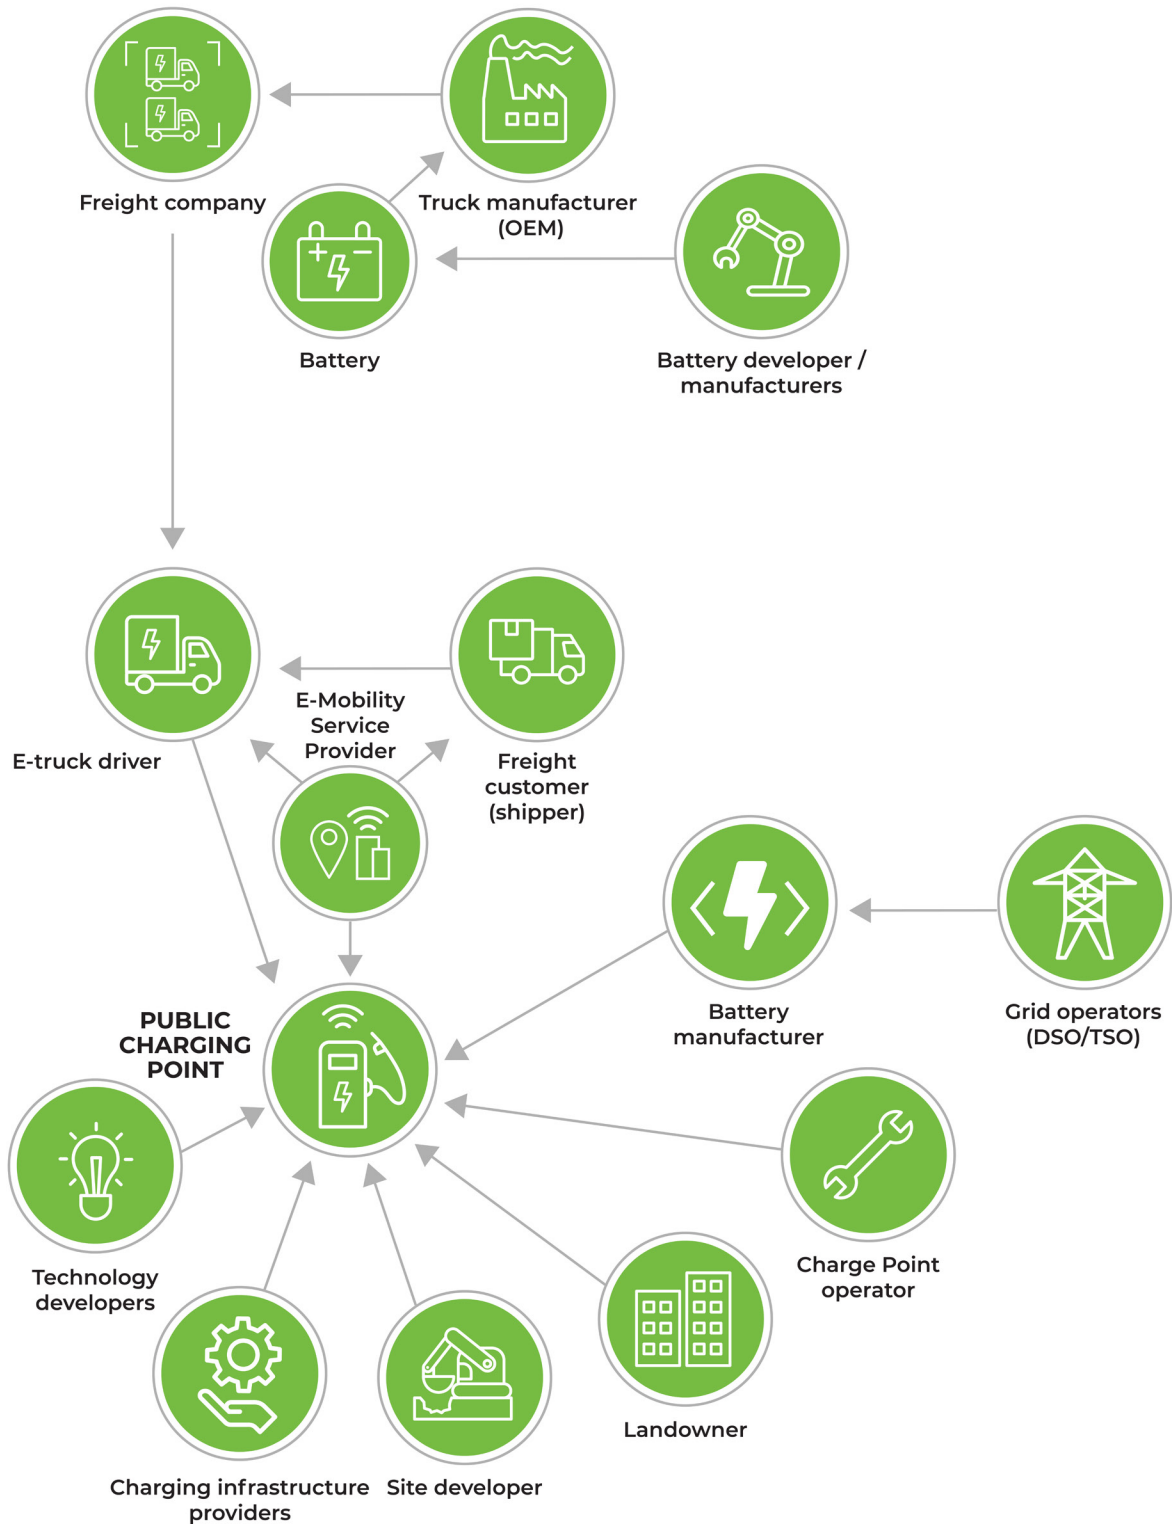 Freight company
Truck manufacturer
(OEM)
Battery
Battery developer /
manufacturers
E-Mobility
Service
Provider
E-truck driver
Freight
customer
(shipper)
Battery
manufacturer
Grid operators
(DSO/TSO)
PUBLIC
CHARGING
POINT
Technology
developers
Charge Point
operator
Landowner
Charging infrastructure
providers
Site developer